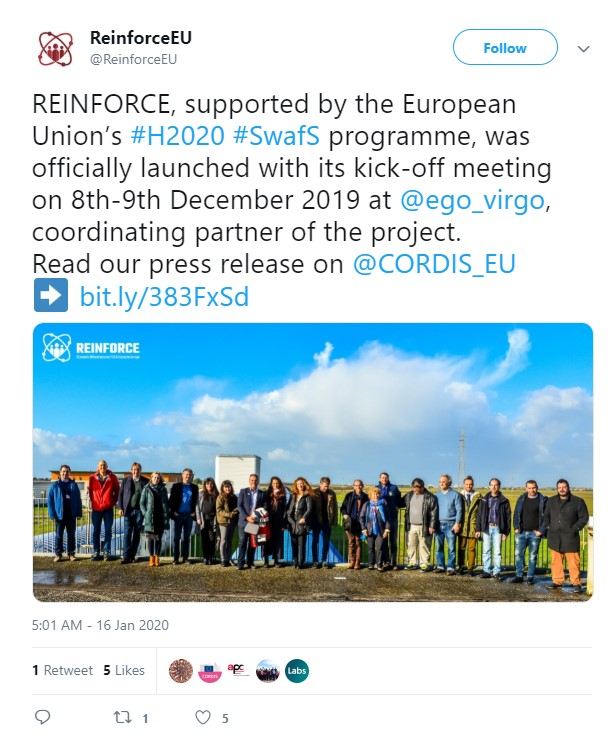 ReinforceEU
@ReinforceEU
Follow
REINFORCE, supported by the European
Union’s #H2020 #SwafS programme, was
officially launched with its kick-off meeting
on 8th-9th December 2019 at @ego_virgo,
coordinating partner of the project.
Read our press release on @CORDIS_EU
➡ bit.ly/383FxSd
REINFORCE
5:01 AM - 16 Jan 2020
1 Retweet 5 Likes
CORDIS
apc
Labs
1 5